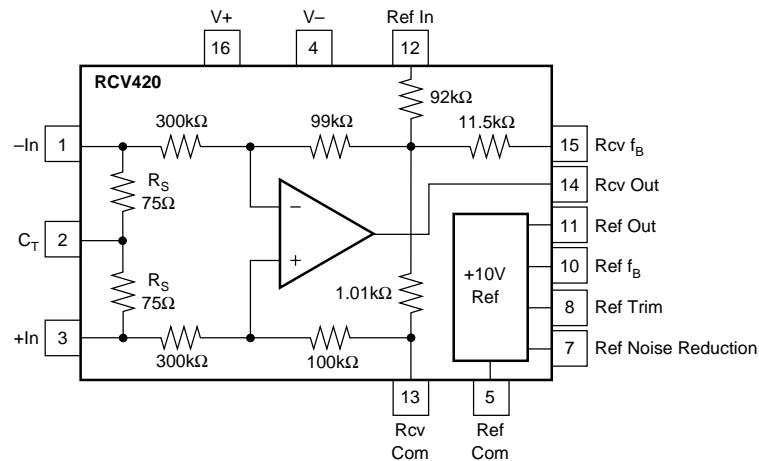 V+ V– Ref In
16 4 12
RCV420
92kΩ
300kΩ 99kΩ 11.5kΩ
–In 1 15 Rcv fB
RS
75Ω
14 Rcv Out
11 Ref Out
CT 2
10 Ref fB
+10V
Ref
RS
75Ω
1.01kΩ
8 Ref Trim
+In 3
7 Ref Noise Reduction
300kΩ 100kΩ
13 5
Rcv
Com
Ref
Com